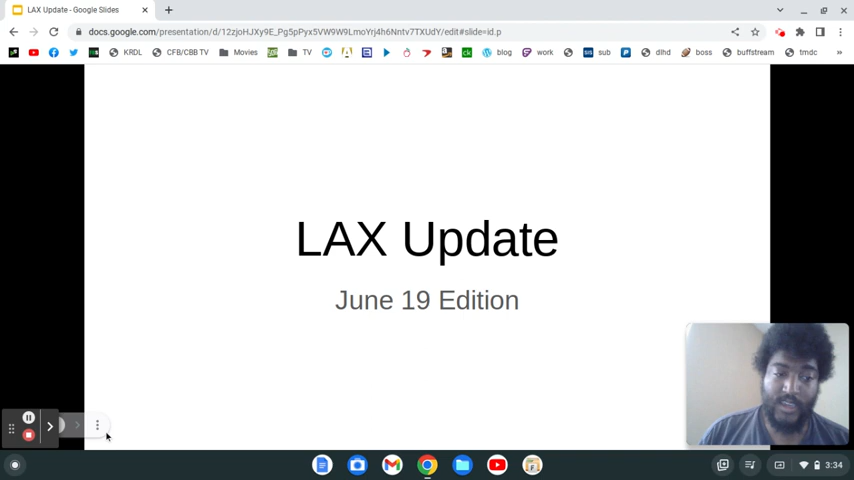 LAX Update - Google Slides
docs.google.com/presentation/d/12zjoHJXy9E_Pg5pPyx5VW9W9LmoYrj4h6Nntv7TXUdY/edit#slide=id.p
KRDL CFB/CBB TV Movies TV blog work sub boss buffstream tmdc
LAX Update
June 19 Edition
3:34